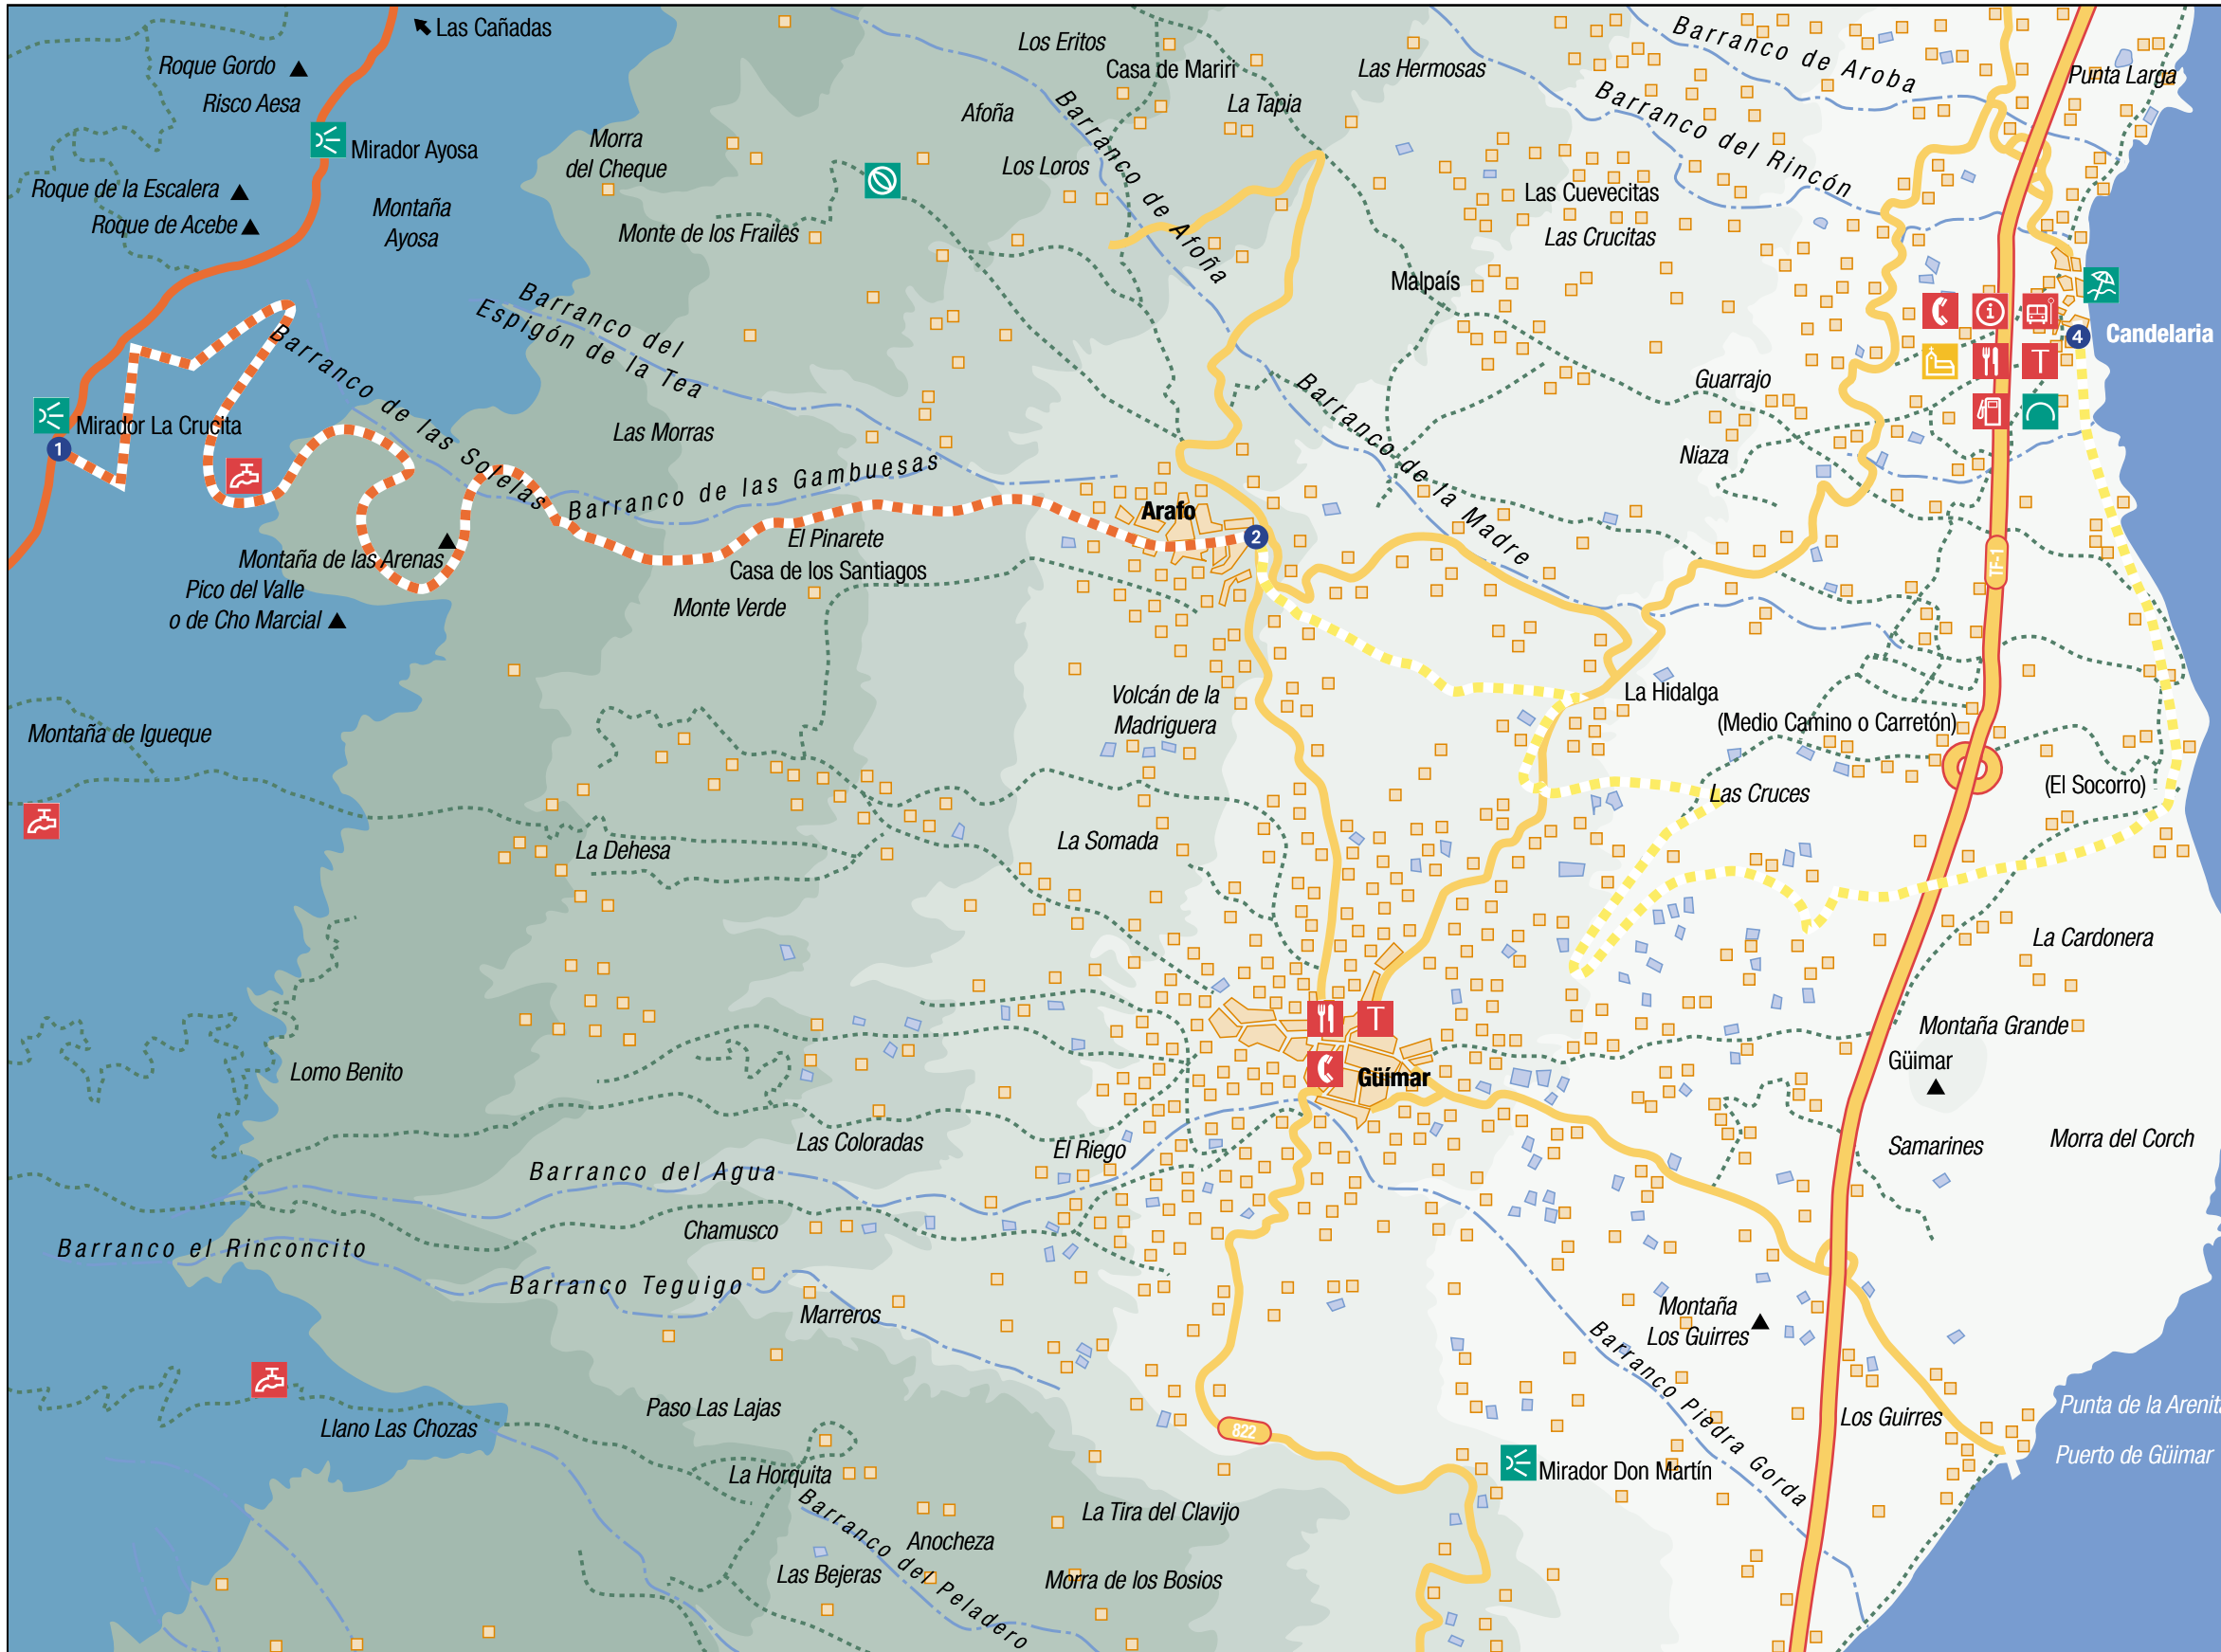 Las Cañadas
Roque Gordo
Risco Aesa
Mirador Ayosa
Roque de la Escalera
Roque de Acebe
Montaña
Ayosa
Morra
del Cheque
Monte de los Frailes
Los Eritos
Casa de Mariri
Afoña
La Tapia
Los Loros
Barranco de Afoña
Las Hermosas
Barranco de Aroba
Barranco del Rincón
Punta Larga
Las Cuevecitas
Las Crucitas
Malpaís
Candelaria
4
i
T
Guarrajo
Niaza
Barranco del
Espigón de la Tea
Barranco de las Solelas
Mirador La Crucita
1
Las Morras
Barranco de las Gambuesas
Barranco de la Madre
Arafo
2
TF-1
Montaña de las Arenas
Pico del Valle
o de Cho Marcial
El Pinarete
Casa de los Santiagos
Monte Verde
Volcán de la
Madriguera
La Hidalga
(Medio Camino o Carretón)
(El Socorro)
Las Cruces
Montaña de Igueque
La Dehesa
La Somada
La Cardonera
Montaña Grande
Güimar
T
Güímar
Lomo Benito
Las Coloradas
El Riego
Samarines
Morra del Corch
Barranco del Agua
Chamusco
Barranco el Rinconcito
Barranco Teguigo
Marreros
Montaña
Los Guirres
Barranco Piedra Gorda
Paso Las Lajas
Llano Las Chozas
822
Los Guirres
Punta de la Arenita
Puerto de Güimar
La Horquita
Mirador Don Martín
Barranco del Peladero
La Tira del Clavijo
Anocheza
Las Bejeras
Morra de los Bosios